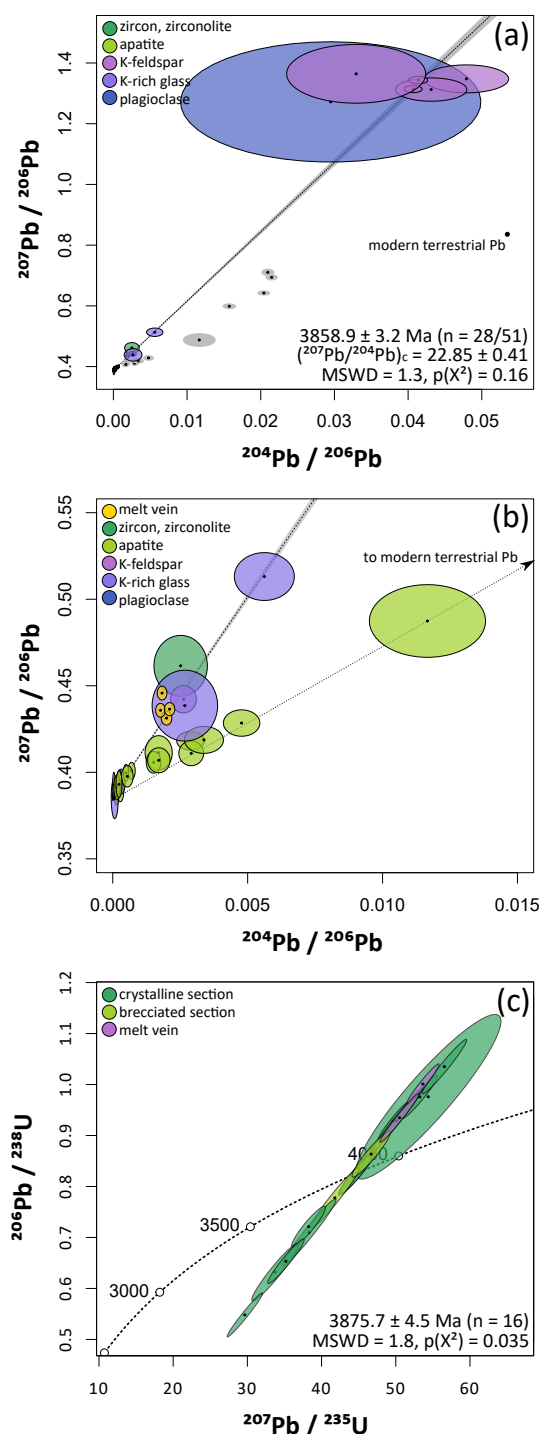 (a)
zircon, zirconolite
apatite
K-feldspar
K-rich glass
plagioclase
1.4
1.2
1.0
0.8
0.6
0.4
²⁰⁷Pb / ²⁰⁶Pb
modern terrestrial Pb
3858.9 ± 3.2 Ma (n = 28/51)
(²⁰⁷Pb/²⁰⁴Pb)c = 22.85 ± 0.41
MSWD = 1.3, p(X²) = 0.16
0.00 0.01 0.02 0.03 0.04 0.05
²⁰⁴Pb / ²⁰⁶Pb
(b)
melt vein
zircon, zirconolite
apatite
K-feldspar
K-rich glass
plagioclase
to modern terrestrial Pb
0.55
0.50
0.45
0.40
0.35
²⁰⁷Pb / ²⁰⁶Pb
0.000 0.005 0.010 0.015
²⁰⁴Pb / ²⁰⁶Pb
(c)
crystalline section
brecciated section
melt vein
1.2
1.1
1.0
0.9
0.8
0.7
0.6
0.5
²⁰⁶Pb / ²³⁸U
4000
3500
3000
3875.7 ± 4.5 Ma (n = 16)
MSWD = 1.8, p(X²) = 0.035
10 20 30 40 50 60
²⁰⁷Pb / ²³⁵U